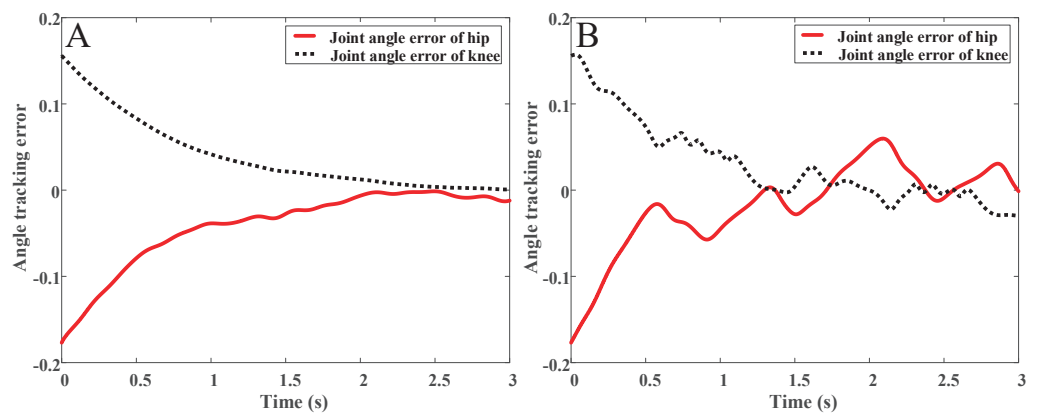 A
Joint angle error of hip
Joint angle error of knee
Angle tracking error
0.2
0.1
0
-0.1
-0.2
0 0.5 1 1.5 2 2.5 3
Time (s)
B
Joint angle error of hip
Joint angle error of knee
Angle tracking error
0.2
0.1
0
-0.1
-0.2
0 0.5 1 1.5 2 2.5 3
Time (s)